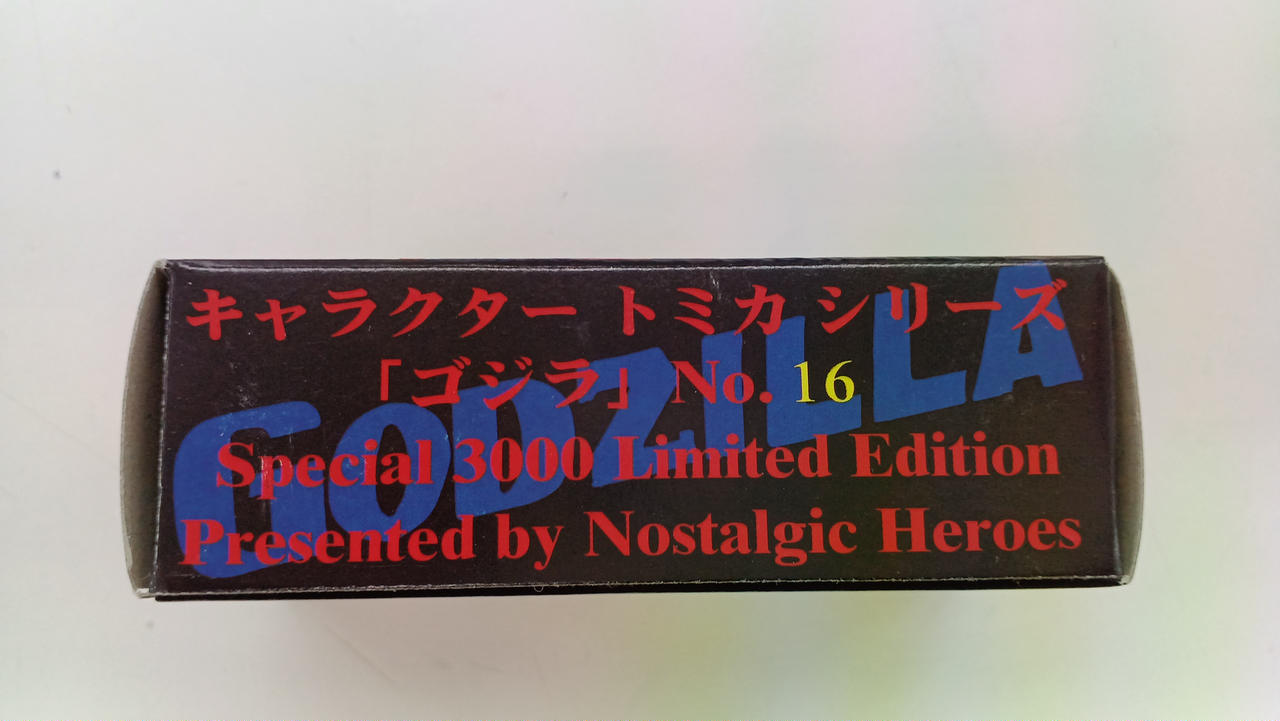 キャラクター トミカ シリーズ
「ゴジラ」 No. 16
Special 3000 Limited Edition
Presented by Nostalgic Heroes
GODZILLA